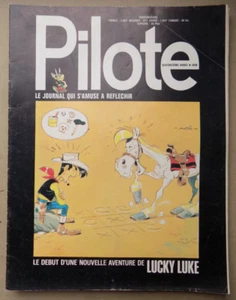 Pilote
LE JOURNAL QUI S'AMUSE A REFLECHIR
LE DEBUT D'UNE NOUVELLE AVENTURE DE LUCKY LUKE